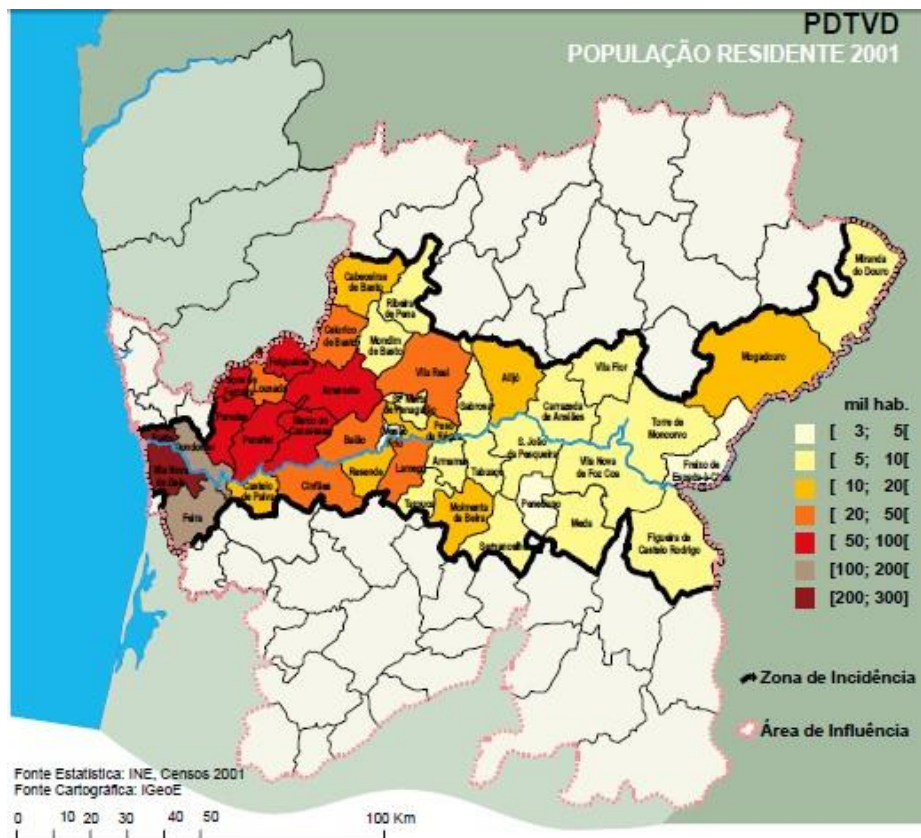 PDTVD
POPULAÇÃO RESIDENTE 2001
Miranda
do Douro
Cabeceiras
de Basto
Ribeira
de Pena
Celorico
de Basto
Mondim
de Basto
Mogadouro
Felgueiras
Vila Real
Alijó
Vila Flor
Lousada
Amarante
Sabrosa
Carrazeda
de Ansiães
Torre de
Moncorvo
Paredes
Penafiel
Marco de
Canaveses
Baião
Peso
da Régua
S. João
da Pesqueira
Freixo de
Espada à Cinta
Porto
Gondomar
Vila Nova
de Gaia
Resende
Lamego
Armamar
Tabuaço
Vila Nova
de Foz Coa
Castelo
de Paiva
Cinfães
Tarouca
Moimenta
da Beira
Penedono
Meda
Feira
Sernancelhe
Figueira de
Castelo Rodrigo
mil hab.
[ 3; 5[
[ 5; 10[
[ 10; 20[
[ 20; 50[
[ 50; 100[
[100; 200[
[200; 300]
Zona de Incidência
Área de Influência
Fonte Estatística: INE, Censos 2001
Fonte Cartográfica: IGeoE
0 10 20 30 40 50 100 Km